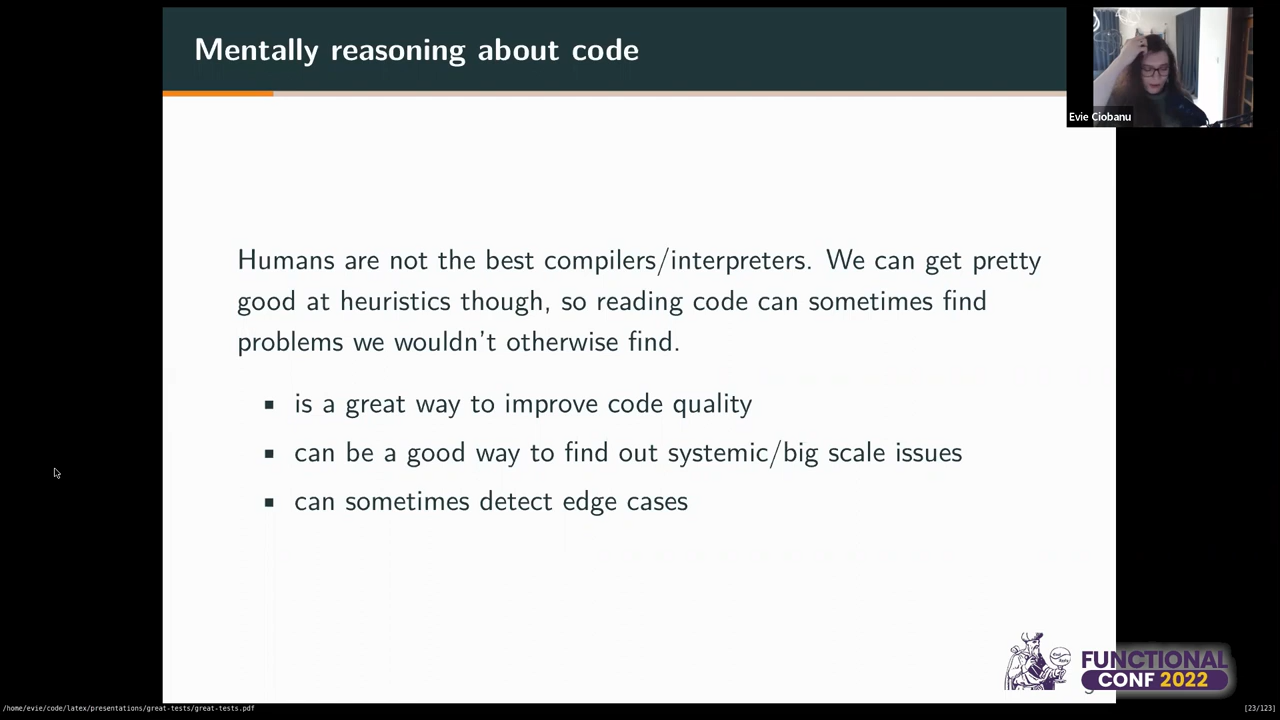 Mentally reasoning about code
Evie Ciobanu
Humans are not the best compilers/interpreters. We can get pretty
good at heuristics though, so reading code can sometimes find
problems we wouldn't otherwise find.
▪ is a great way to improve code quality
▪ can be a good way to find out systemic/big scale issues
▪ can sometimes detect edge cases
FUNCTIONAL
CONF 2022
/home/evie/code/latex/presentations/great-tests/great-tests.pdf
[23/123]